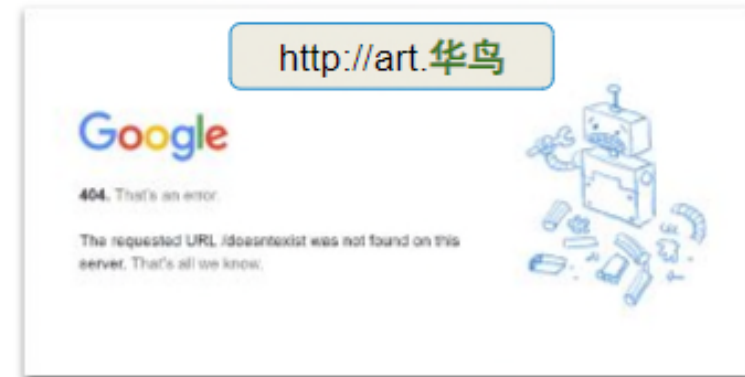 http://art.华鸟
Google
404. That's an error.
The requested URL /doesntexist was not found on this
server. That's all we know.